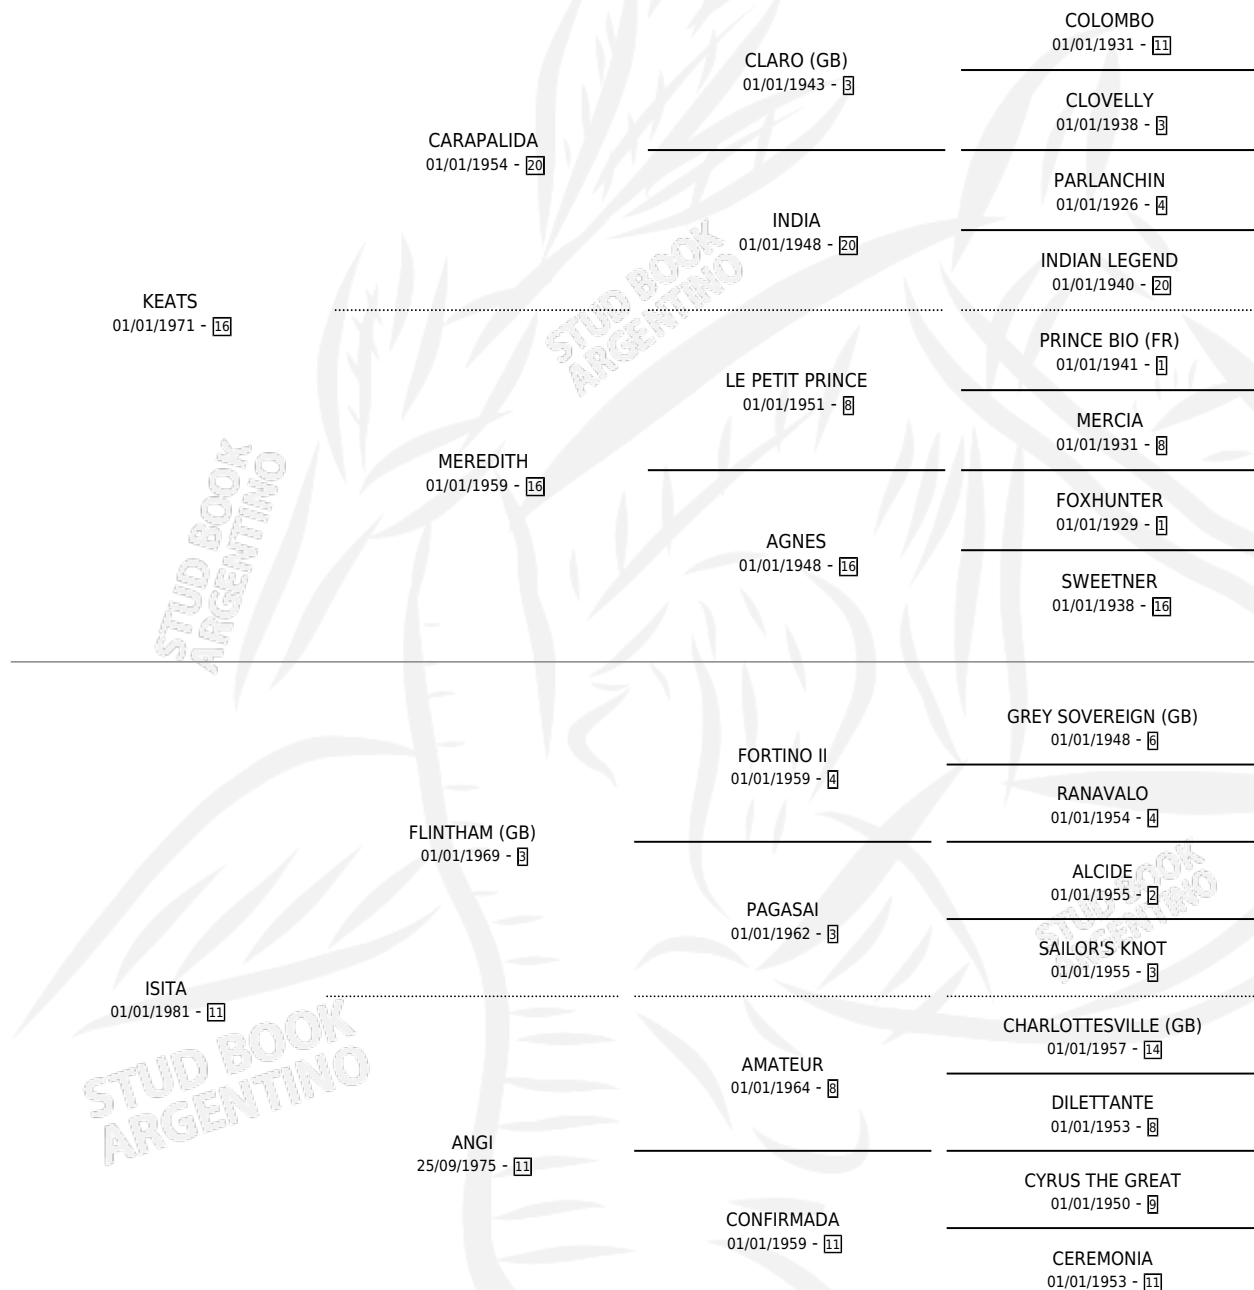 COLOMBO
01/01/1931 - 11
CLARO (GB)
01/01/1943 - 3
CLOVELLY
01/01/1938 - 3
CARAPALIDA
01/01/1954 - 20
PARLANCHIN
01/01/1926 - 4
INDIA
01/01/1948 - 20
INDIAN LEGEND
01/01/1940 - 20
KEATS
01/01/1971 - 16
PRINCE BIO (FR)
01/01/1941 - 1
LE PETIT PRINCE
01/01/1951 - 8
MERCIA
01/01/1931 - 8
MEREDITH
01/01/1959 - 16
FOXHUNTER
01/01/1929 - 1
AGNES
01/01/1948 - 16
SWEETNER
01/01/1938 - 16
GREY SOVEREIGN (GB)
01/01/1948 - 6
FORTINO II
01/01/1959 - 4
RANAVALO
01/01/1954 - 4
FLINTHAM (GB)
01/01/1969 - 3
ALCIDE
01/01/1955 - 2
PAGASAI
01/01/1962 - 3
SAILOR'S KNOT
01/01/1955 - 3
ISITA
01/01/1981 - 11
CHARLOTTESVILLE (GB)
01/01/1957 - 14
AMATEUR
01/01/1964 - 8
DILETTANTE
01/01/1953 - 8
ANGI
25/09/1975 - 11
CYRUS THE GREAT
01/01/1950 - 9
CONFIRMADA
01/01/1959 - 11
CEREMONIA
01/01/1953 - 11
STUD BOOK
ARGENTINO
STUD BOOK
ARGENTINO
STUD BOOK
ARGENTINO
STUD BOOK
ARGENTINO